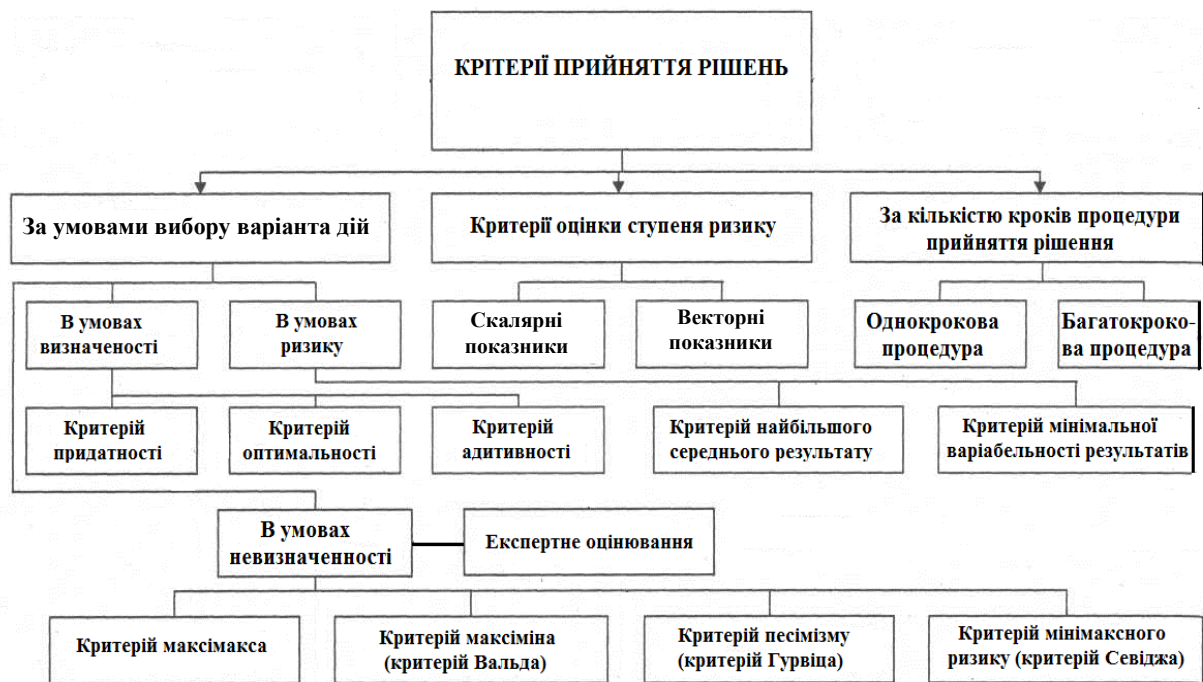 КРІТЕРІЇ ПРИЙНЯТТЯ РІШЕНЬ
За умовами вибору варіанта дій
Критерії оцінки ступеня ризику
За кількістю кроків процедури
прийняття рішення
В умовах
визначеності
В умовах
ризику
Скалярні
показники
Векторні
показники
Однокрокова
процедура
Багатокроко-
ва процедура
Критерій
придатності
Критерій
оптимальності
Критерій
адитивності
Критерій найбільшого
середнього результату
Критерій мінімальної
варіабельності результатів
В умовах
невизначенності
Експертне оцінювання
Критерій максімакса
Критерій максіміна
(критерій Вальда)
Критерій песімізму
(критерій Гурвіца)
Критерій мінімаксного
ризику (критерій Севіджа)